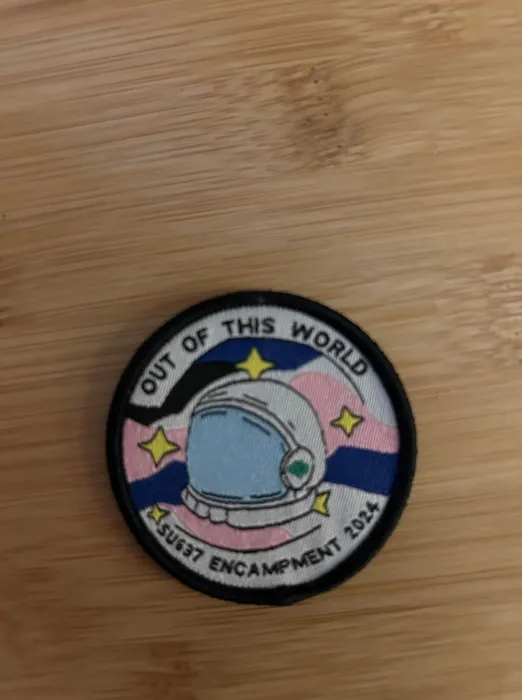 OUT OF THIS WORLD
SU637 ENCAMPMENT 2024